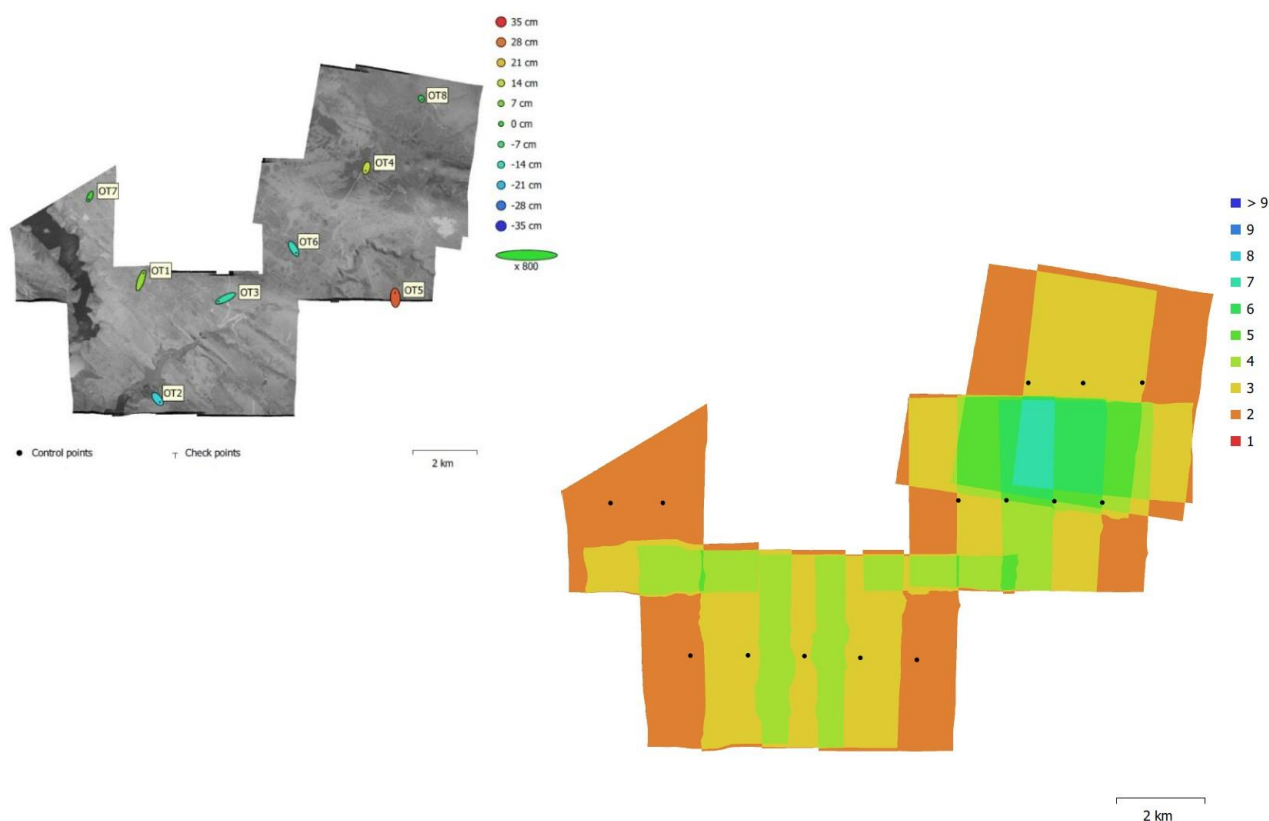 35 cm
28 cm
21 cm
14 cm
7 cm
0 cm
-7 cm
-14 cm
-21 cm
-28 cm
-35 cm
x 800
OT8
OT4
OT7
OT6
OT1
OT3
OT5
OT2
Control points
Check points
2 km
> 9
9
8
7
6
5
4
3
2
1
2 km